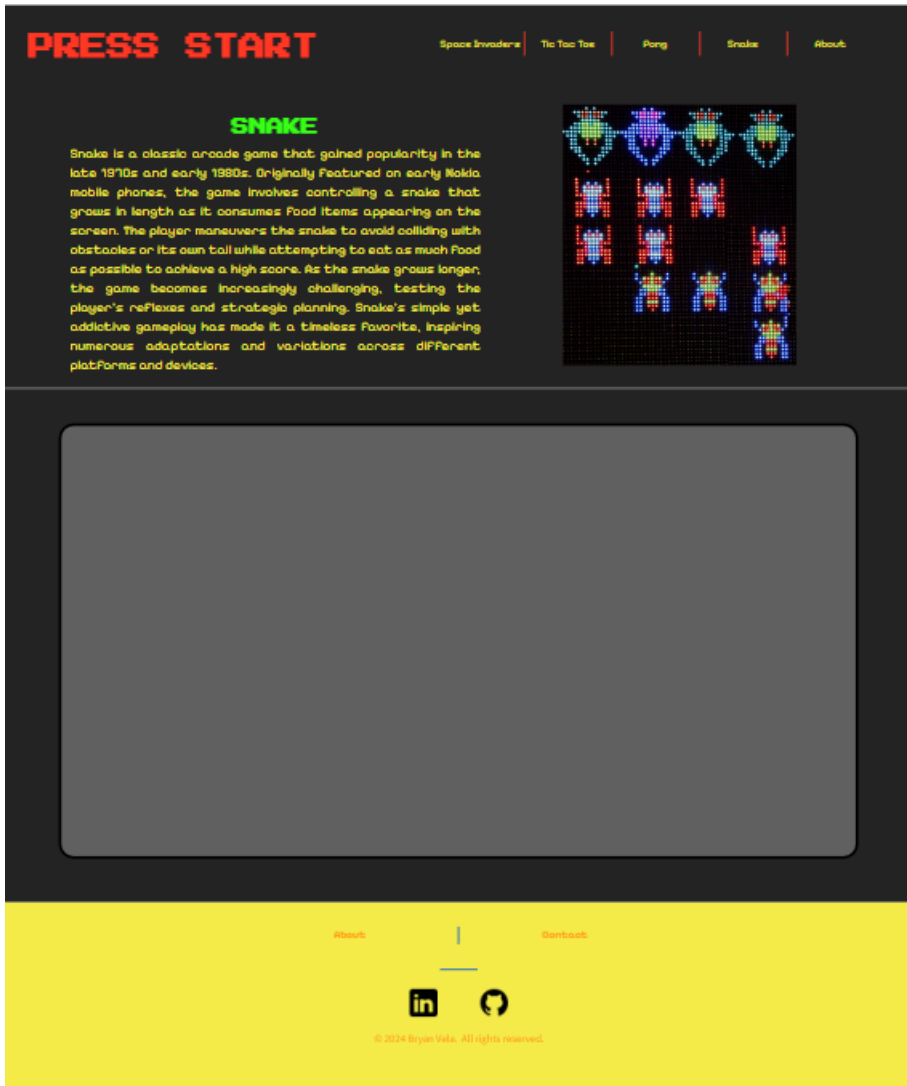 PRESS START
Space Invaders Tic Tac Toe Pong Snake About
SNAKE
Snake is a classic arcade game that gained popularity in the
late 1970s and early 1980s. Originally featured on early Nokia
mobile phones, the game involves controlling a snake that
grows in length as it consumes food items appearing on the
screen. The player maneuvers the snake to avoid colliding with
obstacles or its own tail while attempting to eat as much food
as possible to achieve a high score. As the snake grows longer,
the game becomes increasingly challenging, testing the
player's reflexes and strategic planning. Snake's simple yet
addictive gameplay has made it a timeless favorite, inspiring
numerous adaptations and variations across different
platforms and devices.
About | Contact
in
© 2024 Bryan Vela. All rights reserved.